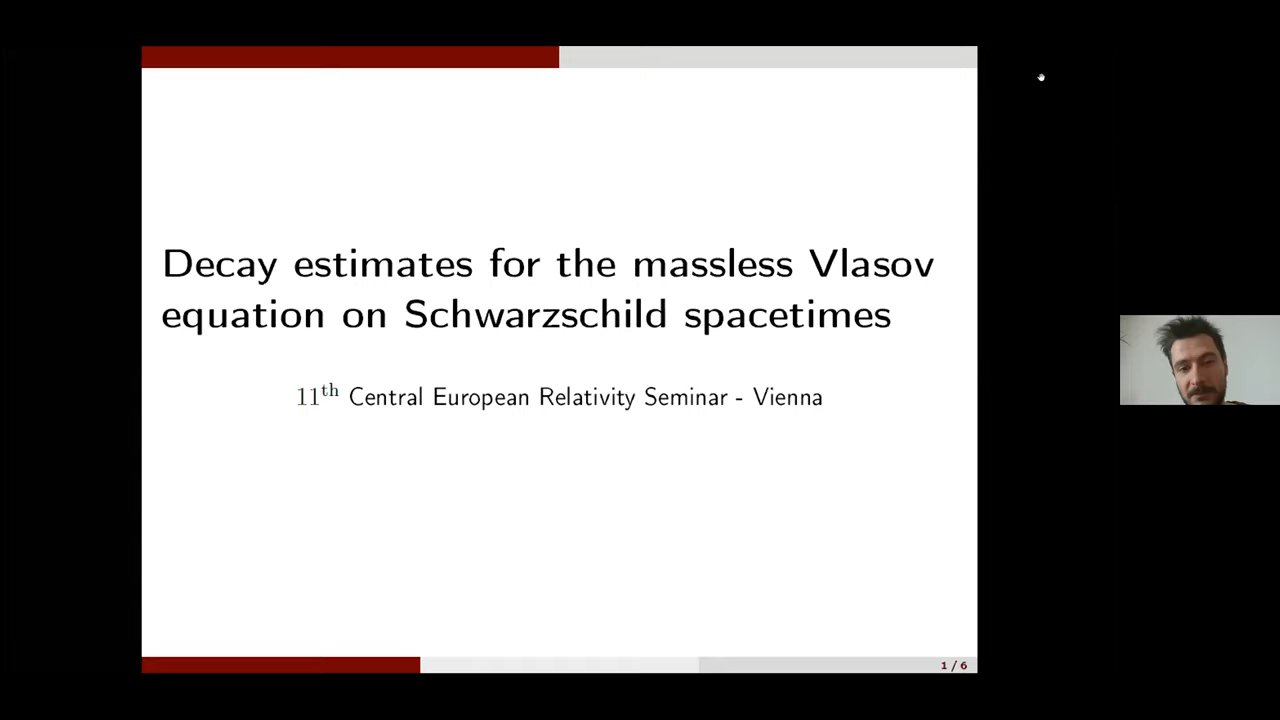 Decay estimates for the massless Vlasov
equation on Schwarzschild spacetimes
11th Central European Relativity Seminar - Vienna
1 / 6